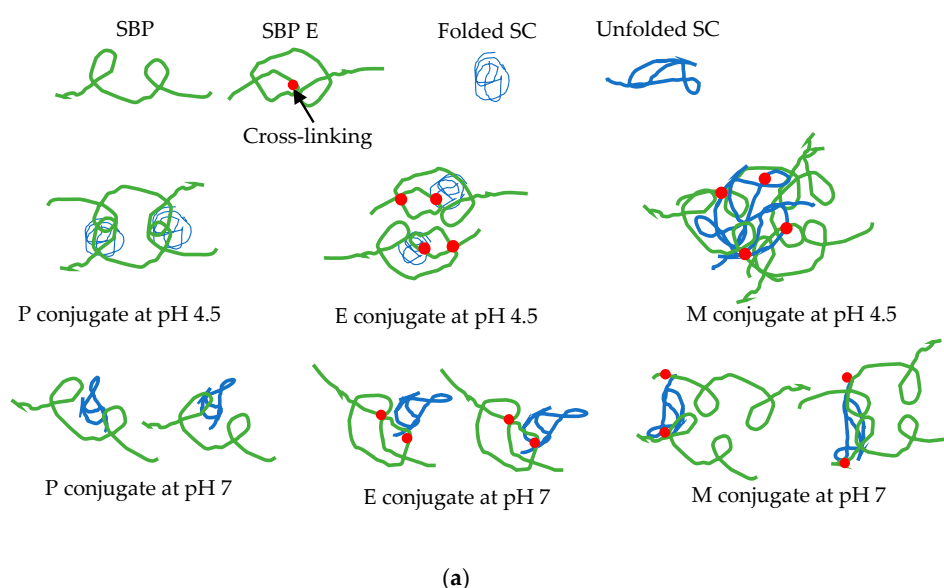 SBP SBP E Folded SC Unfolded SC
Cross-linking
P conjugate at pH 4.5 E conjugate at pH 4.5 M conjugate at pH 4.5
P conjugate at pH 7 E conjugate at pH 7 M conjugate at pH 7
(a)